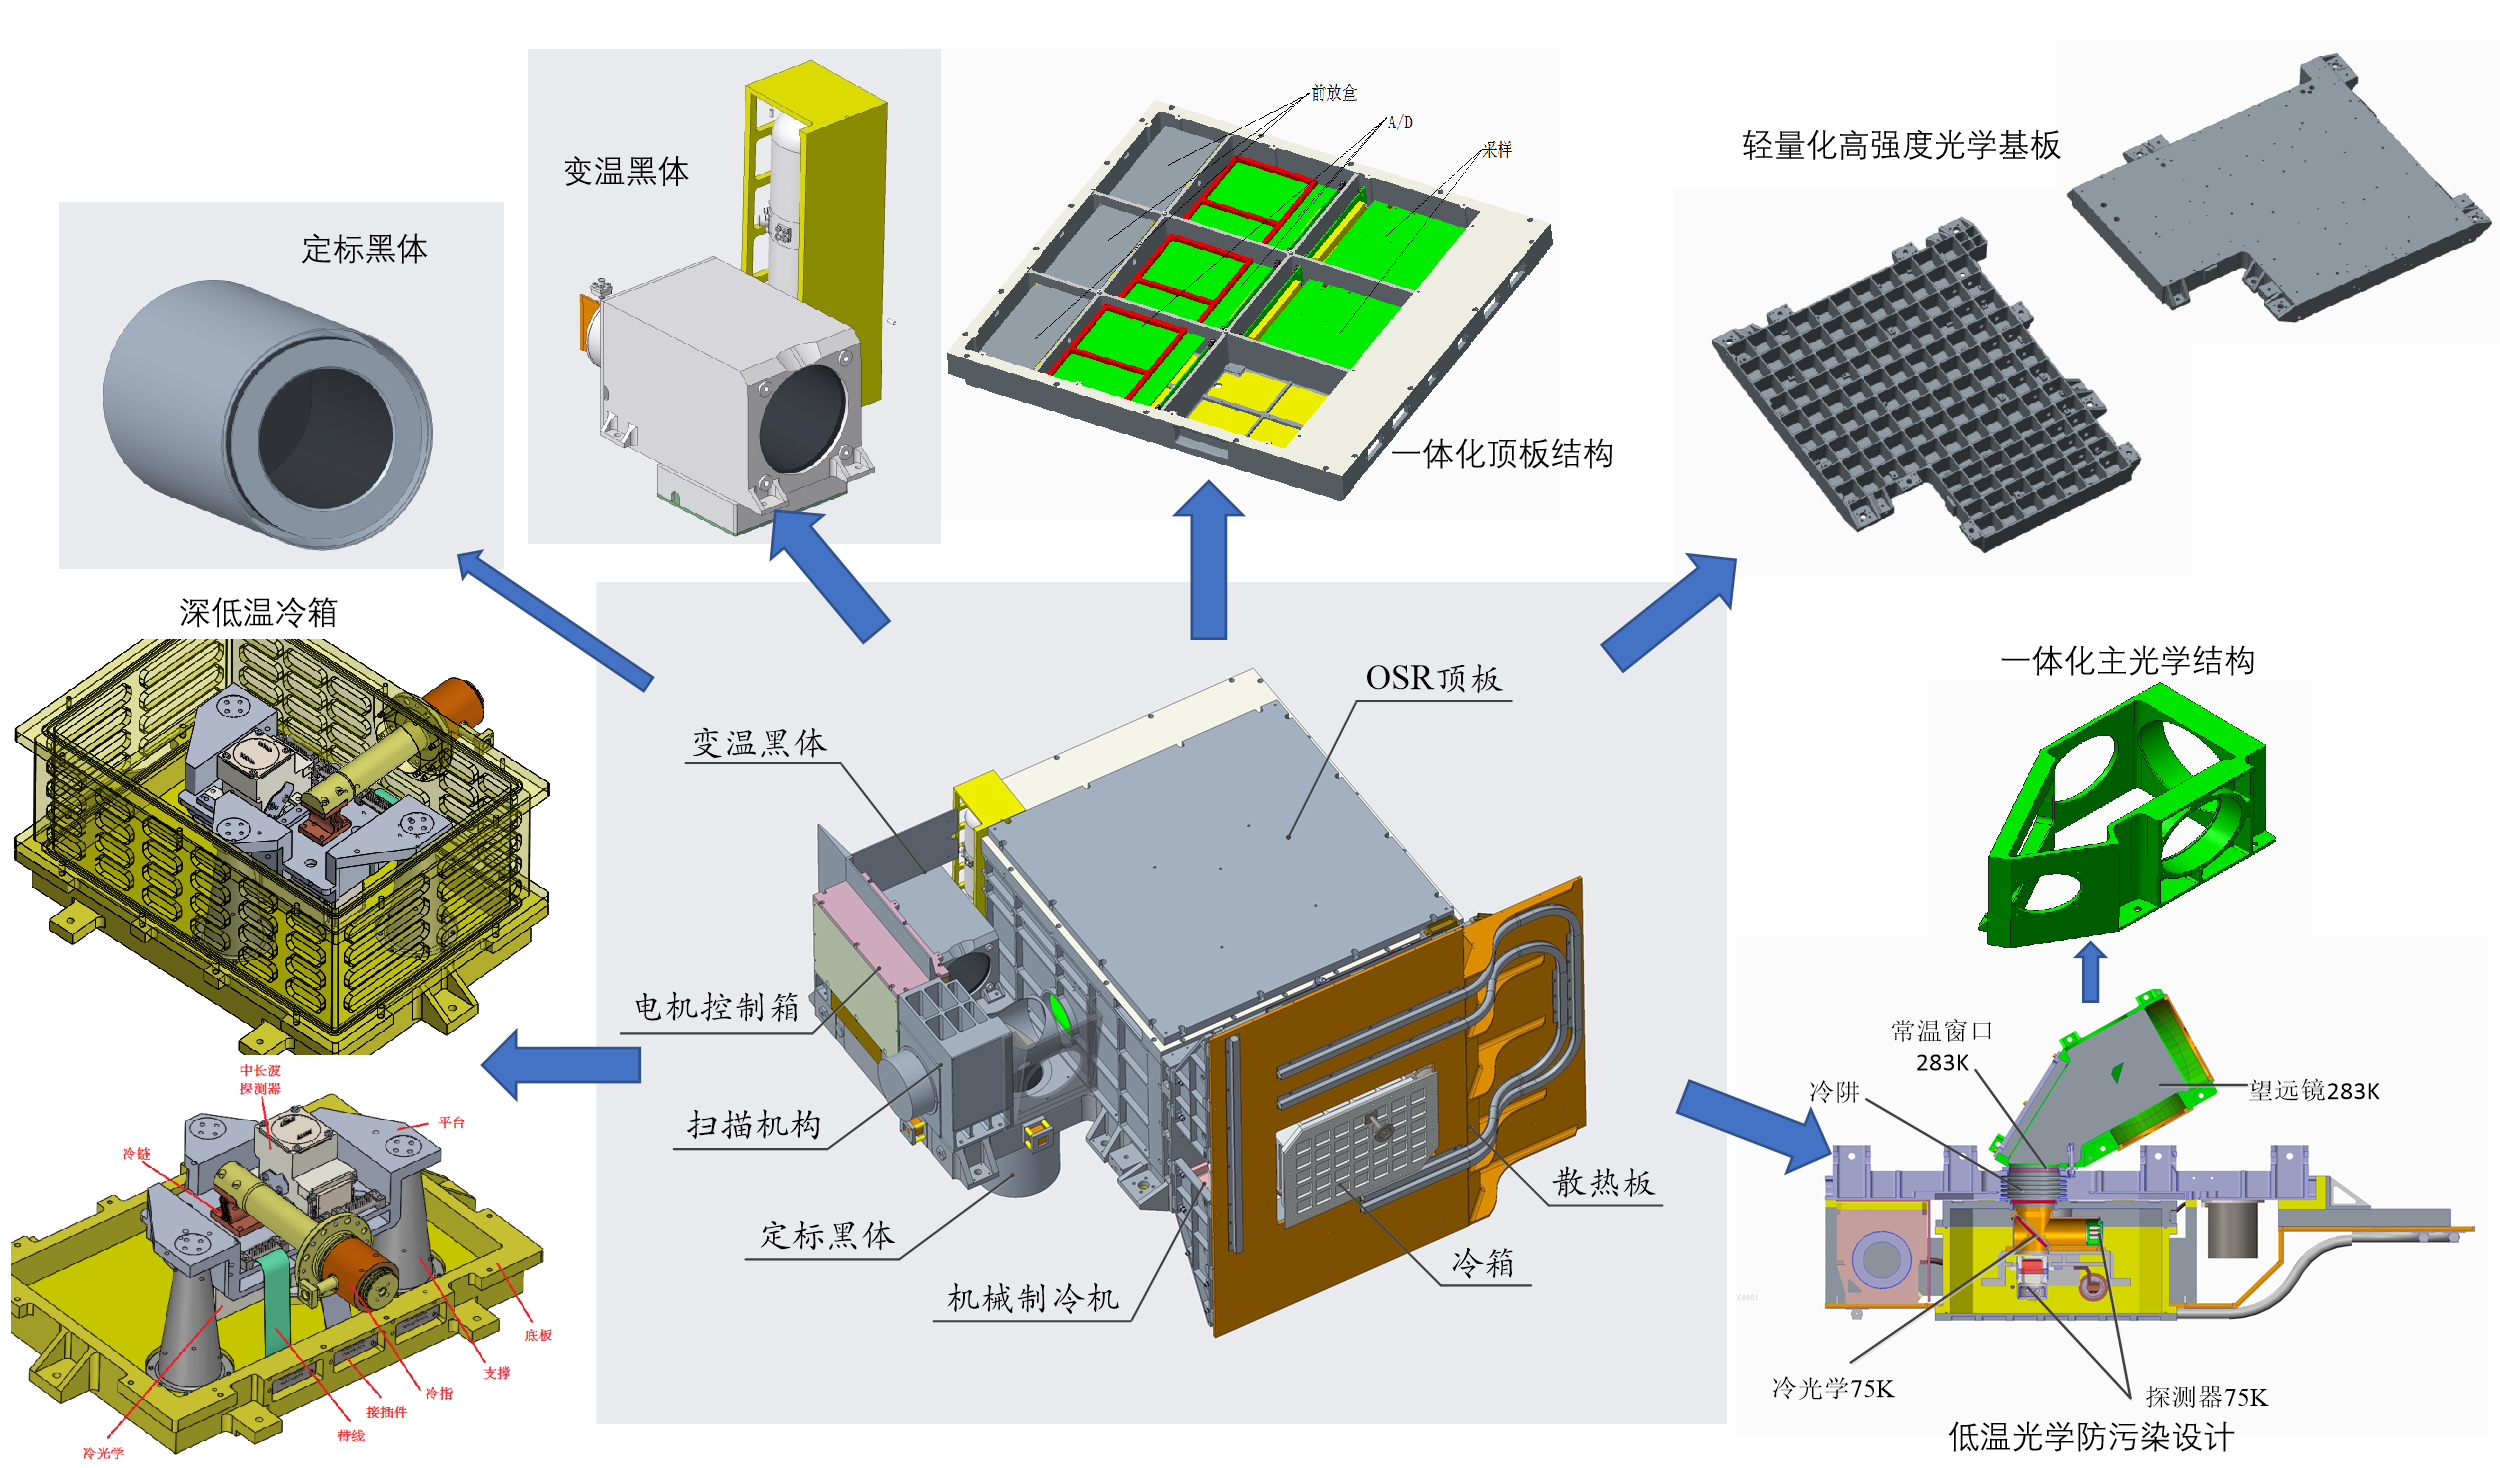 前放盒
A/D
采样
变温黑体
轻量化高强度光学基板
定标黑体
一体化顶板结构
深低温冷箱
一体化主光学结构
OSR顶板
变温黑体
电机控制箱
扫描机构
定标黑体
机械制冷机
散热板
冷箱
中长波
探测器
平台
冷链
底板
支撑
冷指
接插件
带线
冷光学
常温窗口
283K
冷阱
望远镜283K
冷光学75K
探测器75K
低温光学防污染设计